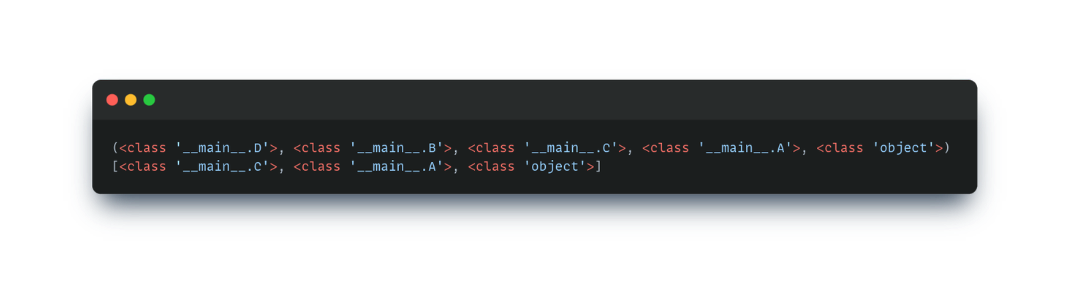 (<class '__main__.D'>, <class '__main__.B'>, <class '__main__.C'>, <class '__main__.A'>, <class 'object'>)
[<class '__main__.C'>, <class '__main__.A'>, <class 'object'>]